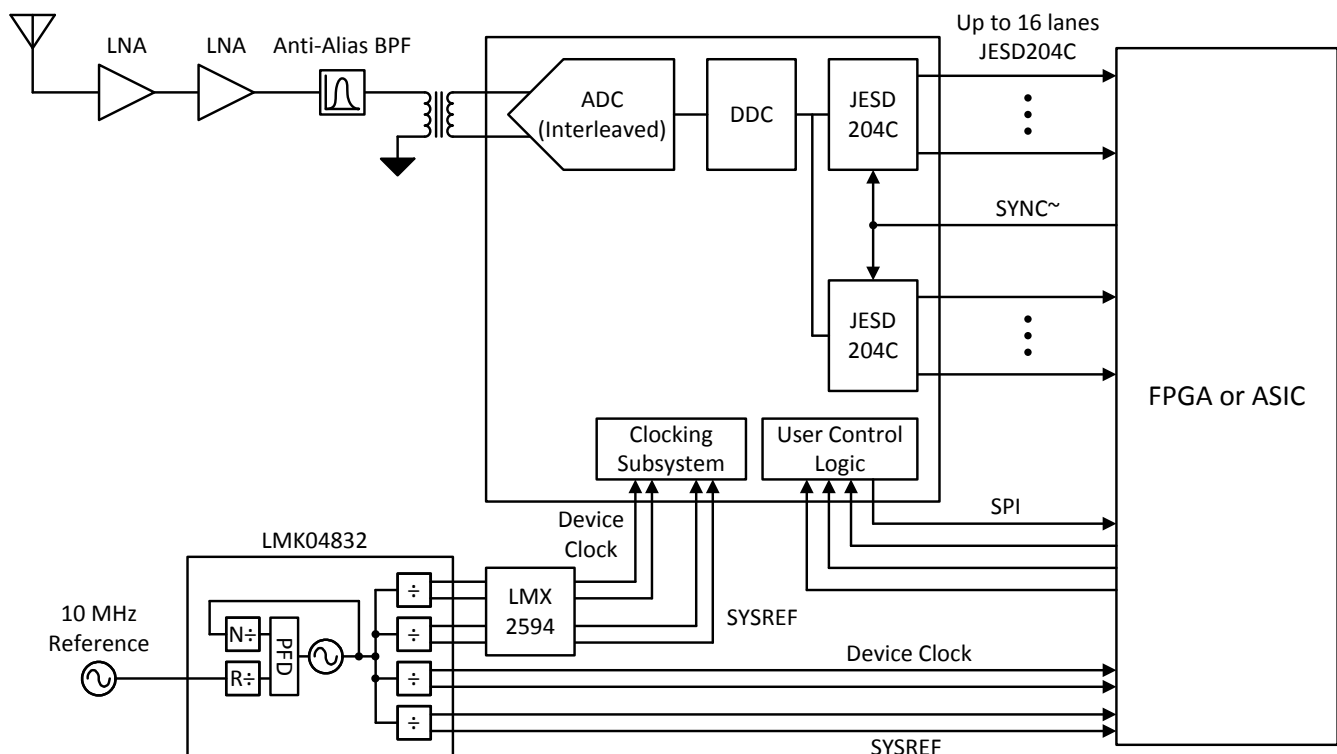 LNA
LNA
Anti-Alias BPF
Up to 16 lanes
JESD204C
ADC
(Interleaved)
DDC
JESD
204C
SYNC~
JESD
204C
FPGA or ASIC
Clocking
Subsystem
User Control
Logic
SPI
Device
Clock
LMK04832
LMX
2594
SYSREF
10 MHz
Reference
N÷
R÷
PFD
÷
÷
÷
÷
Device Clock
SYSREF